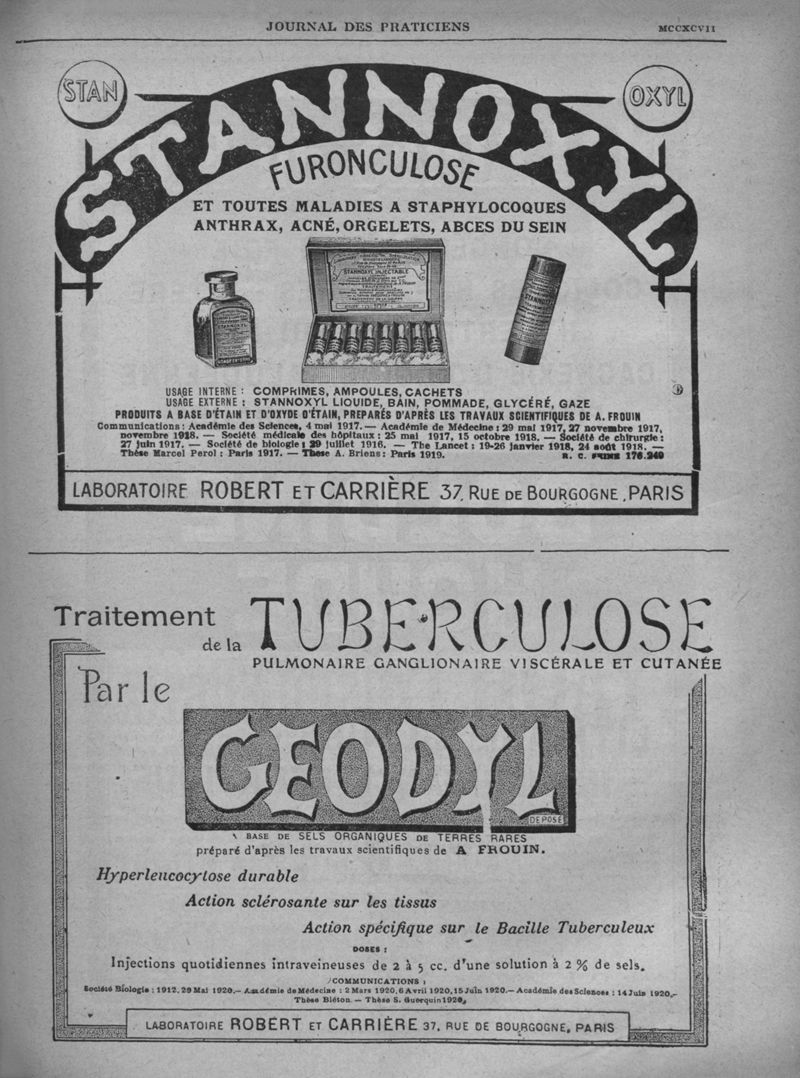 JOURNAL DES PRATICIENS
MCCXCVII
STAN
OXYL
STANNOXYL
FURONCULOSE
ET TOUTES MALADIES A STAPHYLOCOQUES
ANTHRAX, ACNÉ, ORGELETS, ABCES DU SEIN
STANNOXYL INJECTABLE
STANNOXYL
STANNOXYL
USAGE INTERNE : COMPRIMES, AMPOULES, CACHETS
USAGE EXTERNE : STANNOXYL LIQUIDE, BAIN, POMMADE, GLYCÉRÉ, GAZE
PRODUITS A BASE D'ÉTAIN ET D'OXYDE D'ÉTAIN, PREPARÉS D'APRÈS LES TRAVAUX SCIENTIFIQUES DE A. FROUIN
Communications : Académie des Sciences, 4 mai 1917. — Académie de Médecine : 29 mai 1917, 27 novembre 1917,
novembre 1918. — Société médicale des hôpitaux : 25 mai 1917, 15 octobre 1918. — Société de chirurgie :
27 juin 1917. — Société de biologie : 29 juillet 1916. — The Lancet : 19-26 janvier 1918, 24 août 1918. —
Thèse Marcel Perol : Paris 1917. — Thèse A. Briens : Paris 1919. R. C. 176.249
LABORATOIRE ROBERT ET CARRIÈRE 37, RUE DE BOURGOGNE, PARIS
Traitement
de la
TUBERCULOSE
PULMONAIRE GANGLIONAIRE VISCÉRALE ET CUTANÉE
Par le
GEODYL
DEPOSÉ
BASE DE SELS ORGANIQUES DE TERRES RARES
préparé d'après les travaux scientifiques de A FROUIN.
Hyperleucocytose durable
Action sclérosante sur les tissus
Action spécifique sur le Bacille Tuberculeux
DOSES :
Injections quotidiennes intraveineuses de 2 à 5 cc. d'une solution à 2 % de sels.
COMMUNICATIONS :
Société Biologie : 1912, 29 Mai 1920.— Académie de Médecine : 2 Mars 1920, 6 Avril 1920, 15 Juin 1920.— Académie des Sciences : 14 Juin 1920.—
Thèse Biéton. — Thèse S. Guerquin 1920.
LABORATOIRE ROBERT ET CARRIÈRE 37, RUE DE BOURGOGNE, PARIS